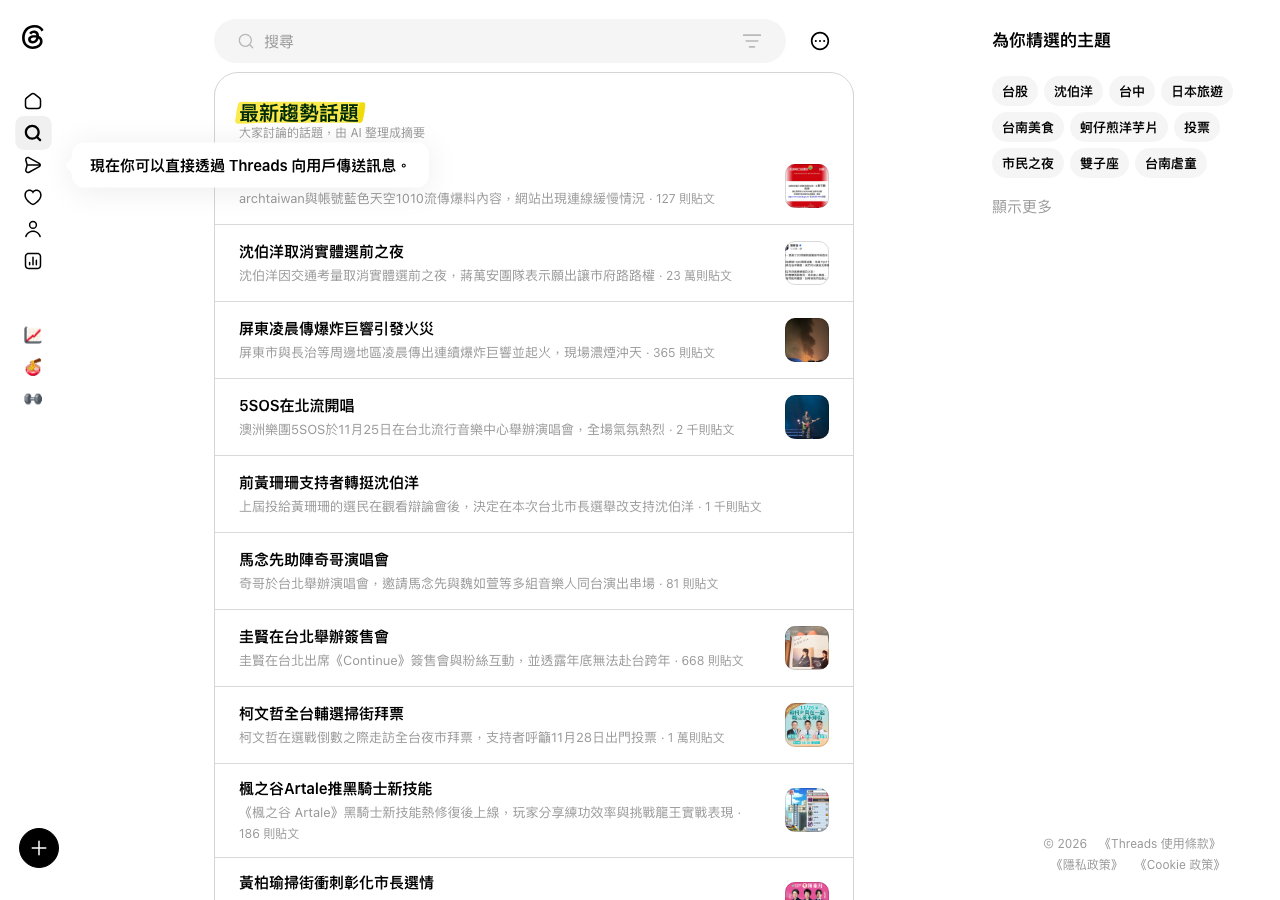 搜尋
最新趨勢話題
大家討論的話題，由 AI 整理成摘要
現在你可以直接透過 Threads 向用戶傳送訊息。
archtaiwan與帳號藍色天空1010流傳爆料內容，網站出現連線緩慢情況 · 127 則貼文
沈伯洋取消實體選前之夜
沈伯洋因交通考量取消實體選前之夜，蔣萬安團隊表示願出讓市府路路權 · 23 萬則貼文
屏東凌晨傳爆炸巨響引發火災
屏東市與長治等周邊地區凌晨傳出連續爆炸巨響並起火，現場濃煙沖天 · 365 則貼文
5SOS在北流開唱
澳洲樂團5SOS於11月25日在台北流行音樂中心舉辦演唱會，全場氣氛熱烈 · 2 千則貼文
前黃珊珊支持者轉挺沈伯洋
上屆投給黃珊珊的選民在觀看辯論會後，決定在本次台北市長選舉改支持沈伯洋 · 1 千則貼文
馬念先助陣奇哥演唱會
奇哥於台北舉辦演唱會，邀請馬念先與魏如萱等多組音樂人同台演出串場 · 81 則貼文
圭賢在台北舉辦簽售會
圭賢在台北出席《Continue》簽售會與粉絲互動，並透露年底無法赴台跨年 · 668 則貼文
柯文哲全台輔選掃街拜票
柯文哲在選戰倒數之際走訪全台夜市拜票，支持者呼籲11月28日出門投票 · 1 萬則貼文
楓之谷Artale推黑騎士新技能
《楓之谷 Artale》黑騎士新技能熱修復後上線，玩家分享練功效率與挑戰龍王實戰表現 ·
186 則貼文
黃柏瑜掃街衝刺彰化市長選情
為你精選的主題
台股 沈伯洋 台中 日本旅遊
台南美食 蚵仔煎洋芋片 投票
市民之夜 雙子座 台南虐童
顯示更多
© 2026 《Threads 使用條款》
《隱私政策》 《Cookie 政策》